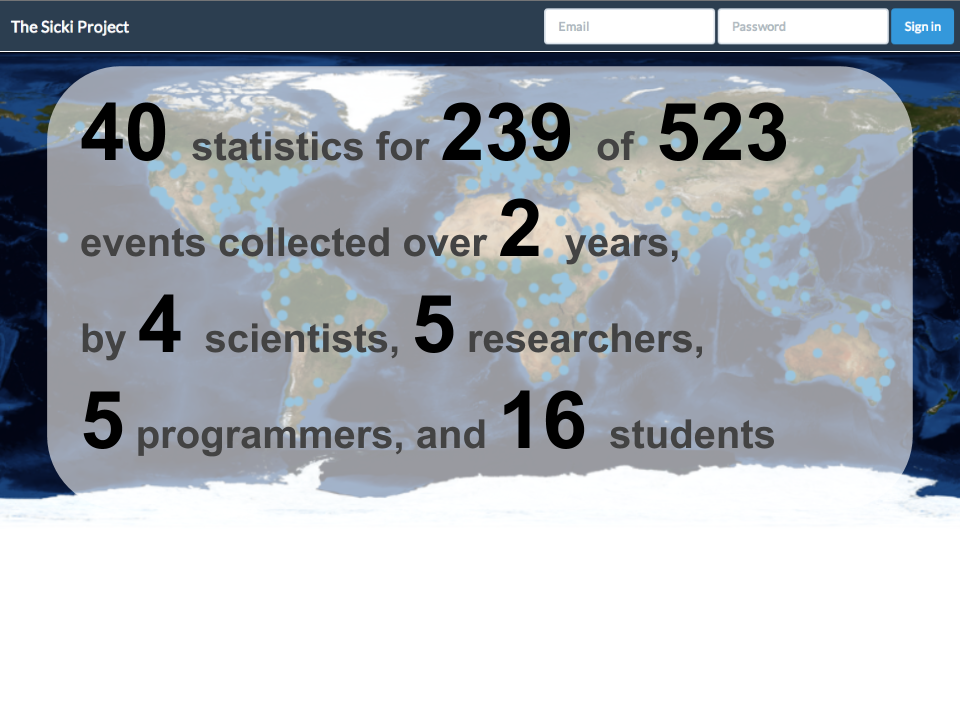 The Sicki Project
Email
Password
Sign in
40 statistics for 239 of 523
events collected over 2 years,
by 4 scientists, 5 researchers,
5 programmers, and 16 students